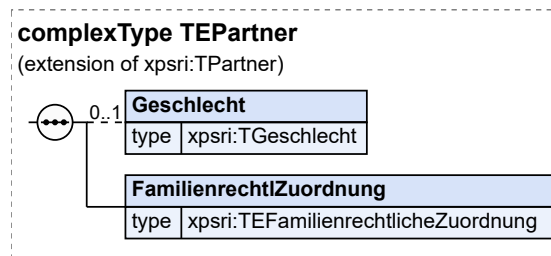 complexType TEPartner
(extension of xpsri:TPartner)
0..1
Geschlecht
type xpsri:TGeschlecht
FamilienrechtlZuordnung
type xpsri:TEFamilienrechtlicheZuordnung